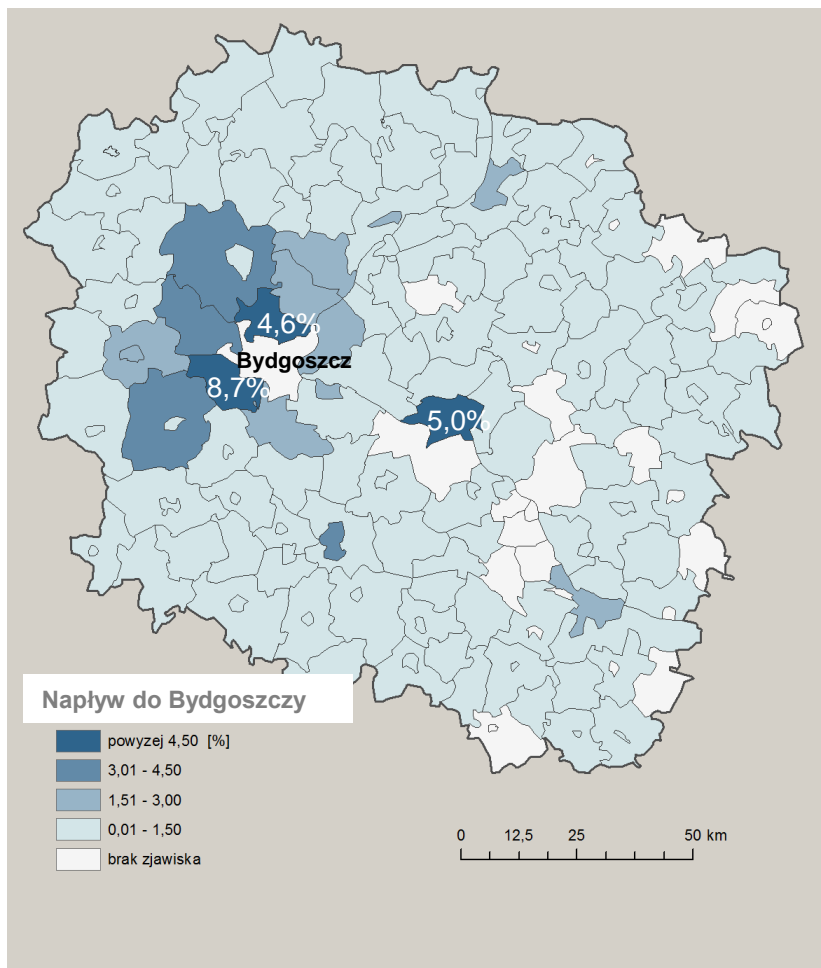 4,6%
Bydgoszcz
8,7%
5,0%
Napływ do Bydgoszczy
powyzej 4,50 [%]
3,01 - 4,50
1,51 - 3,00
0,01 - 1,50
brak zjawiska
0 12,5 25 50 km